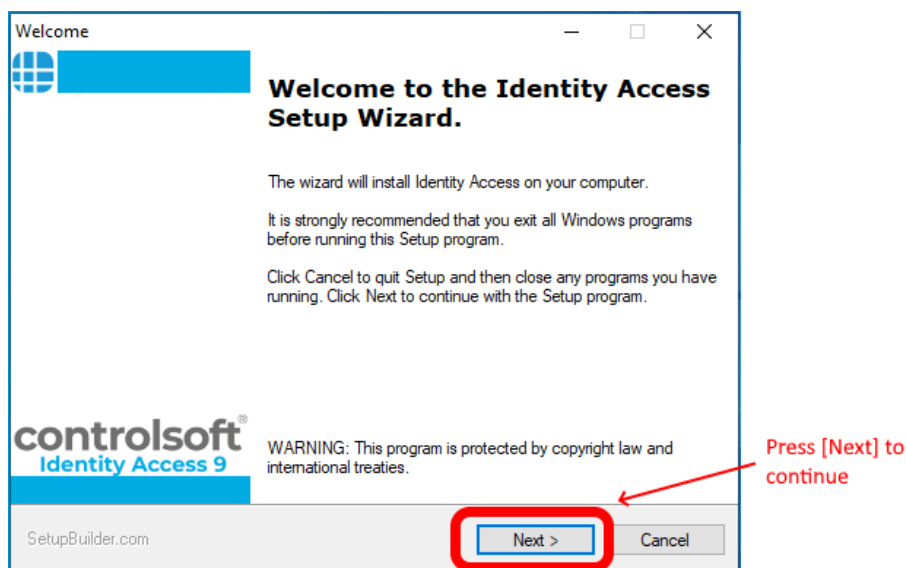 Welcome
Welcome to the Identity Access
Setup Wizard.
The wizard will install Identity Access on your computer.
It is strongly recommended that you exit all Windows programs
before running this Setup program.
Click Cancel to quit Setup and then close any programs you have
running. Click Next to continue with the Setup program.
controlsoft®
Identity Access 9
WARNING: This program is protected by copyright law and
international treaties.
Press [Next] to
continue
SetupBuilder.com
Next >
Cancel